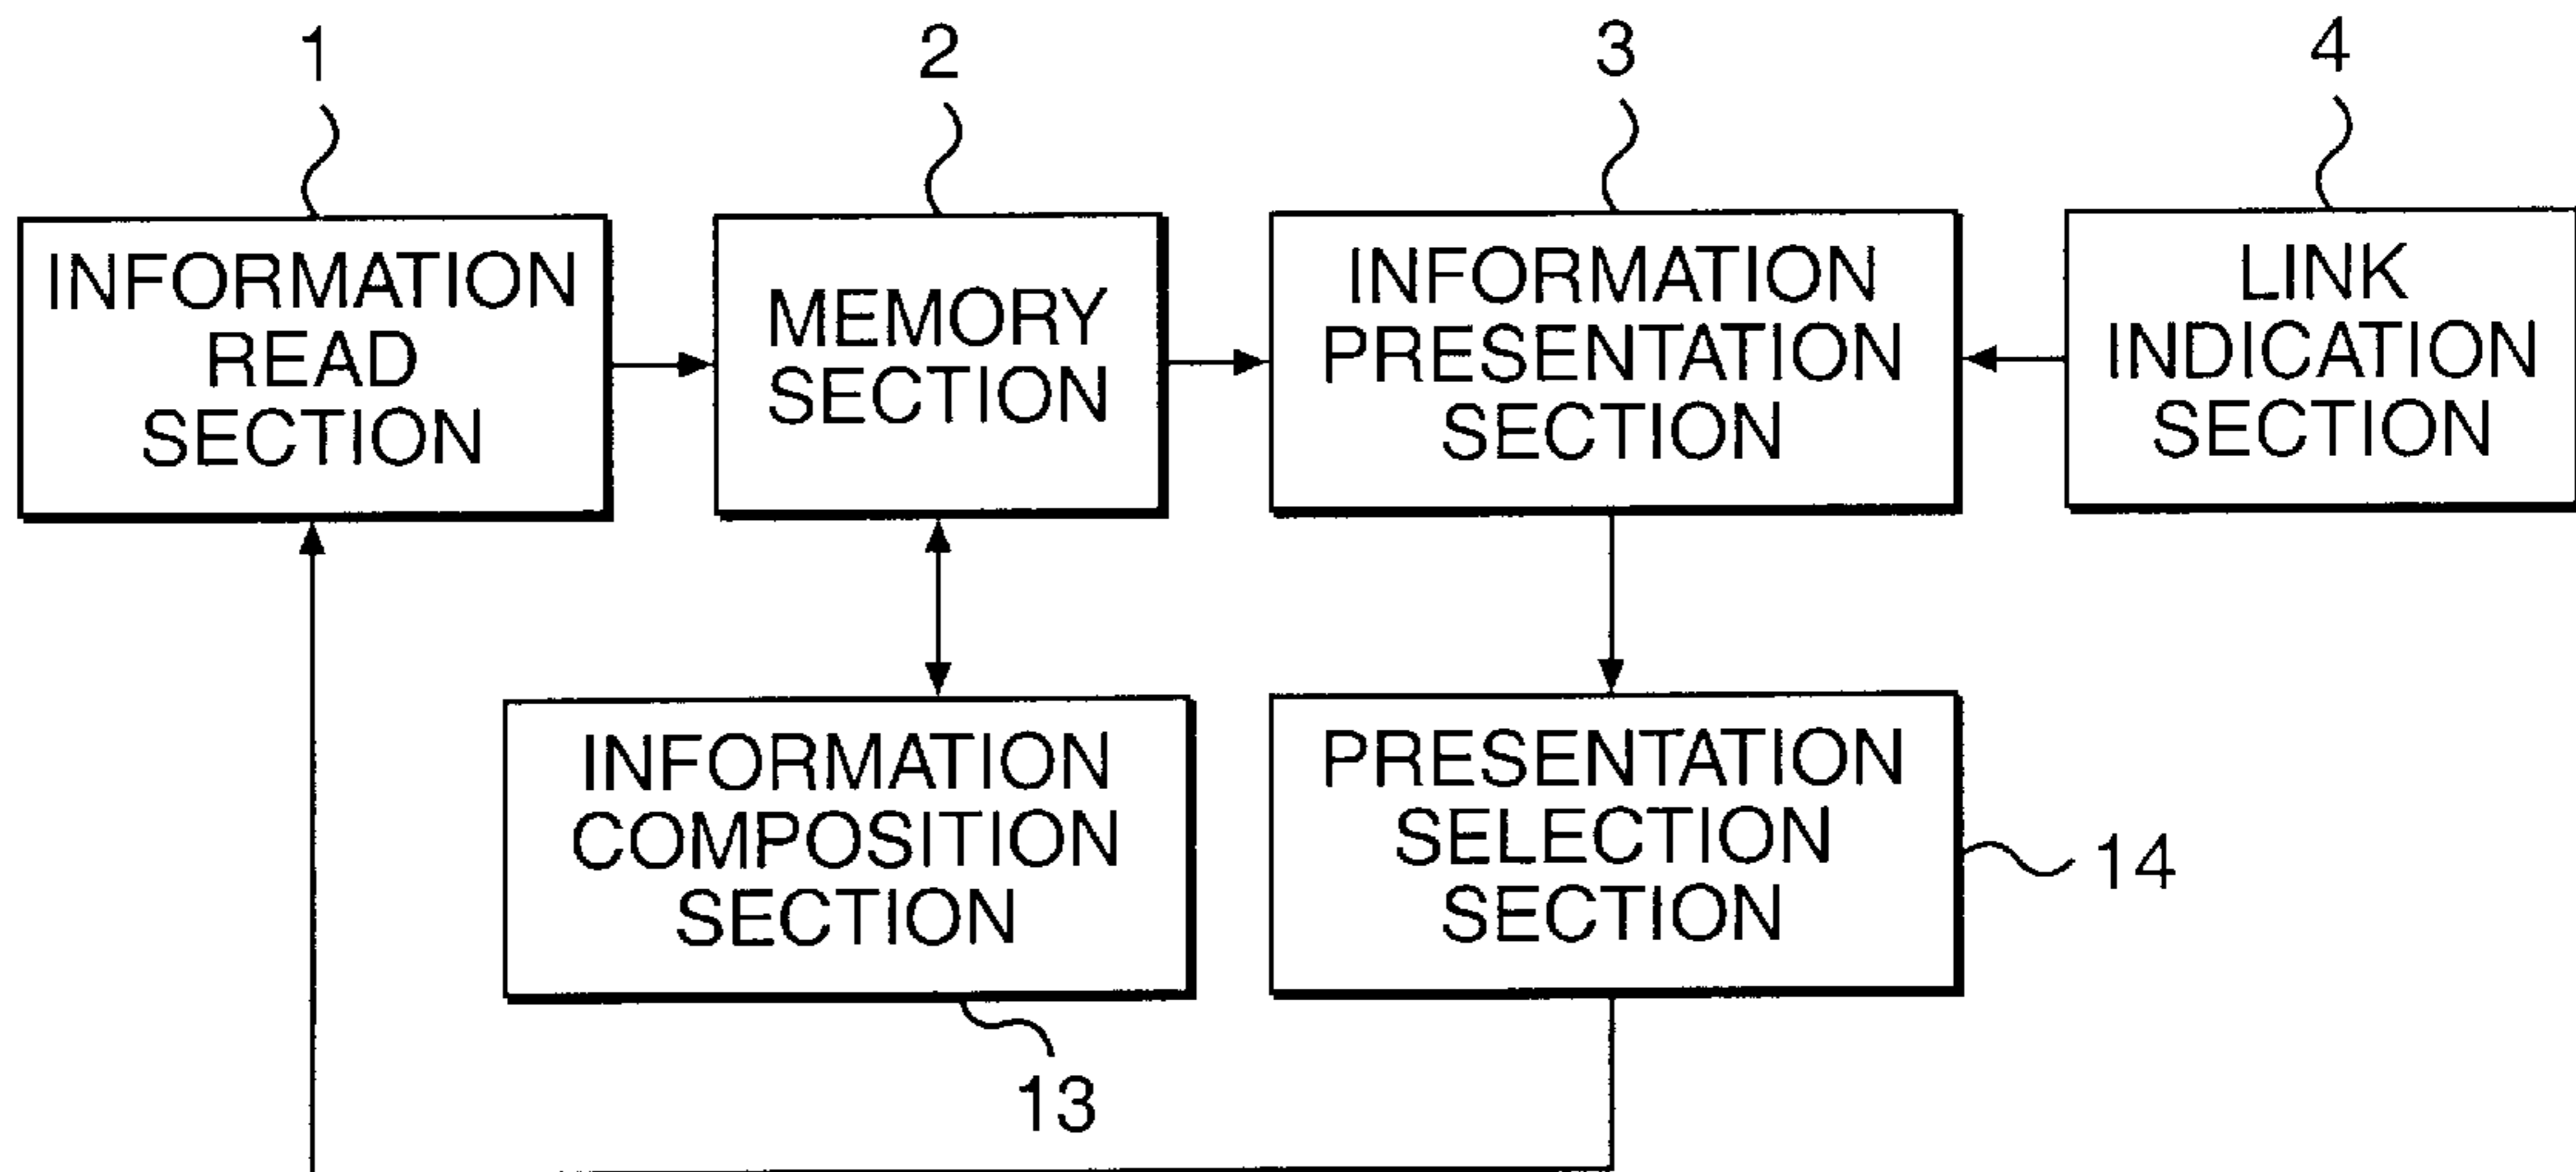 1
2
3
4
INFORMATION
READ
SECTION
MEMORY
SECTION
INFORMATION
PRESENTATION
SECTION
LINK
INDICATION
SECTION
INFORMATION
COMPOSITION
SECTION
PRESENTATION
SELECTION
SECTION
14
13